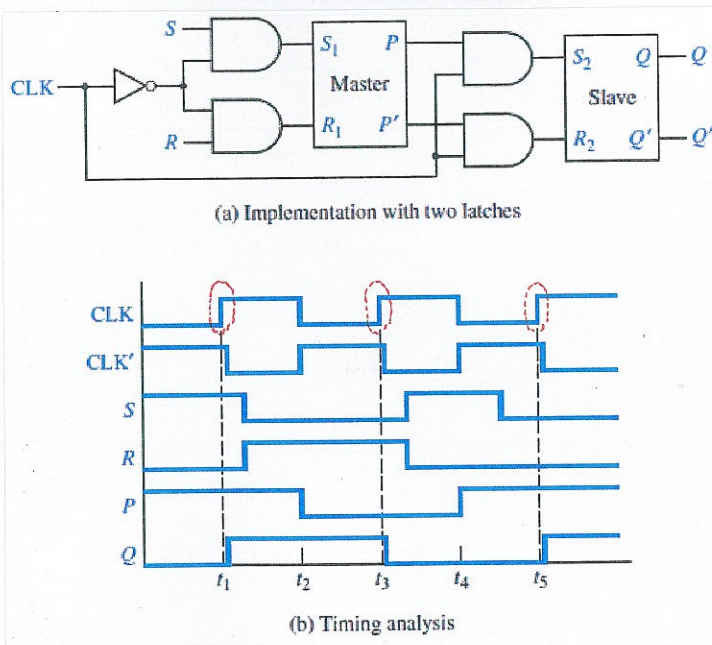 S
S₁ P
S₂ Q Q
CLK
Master
Slave
R
R₁ P′
R₂ Q′ Q′
(a) Implementation with two latches
CLK
CLK′
S
R
P
Q
t₁ t₂ t₃ t₄ t₅
(b) Timing analysis